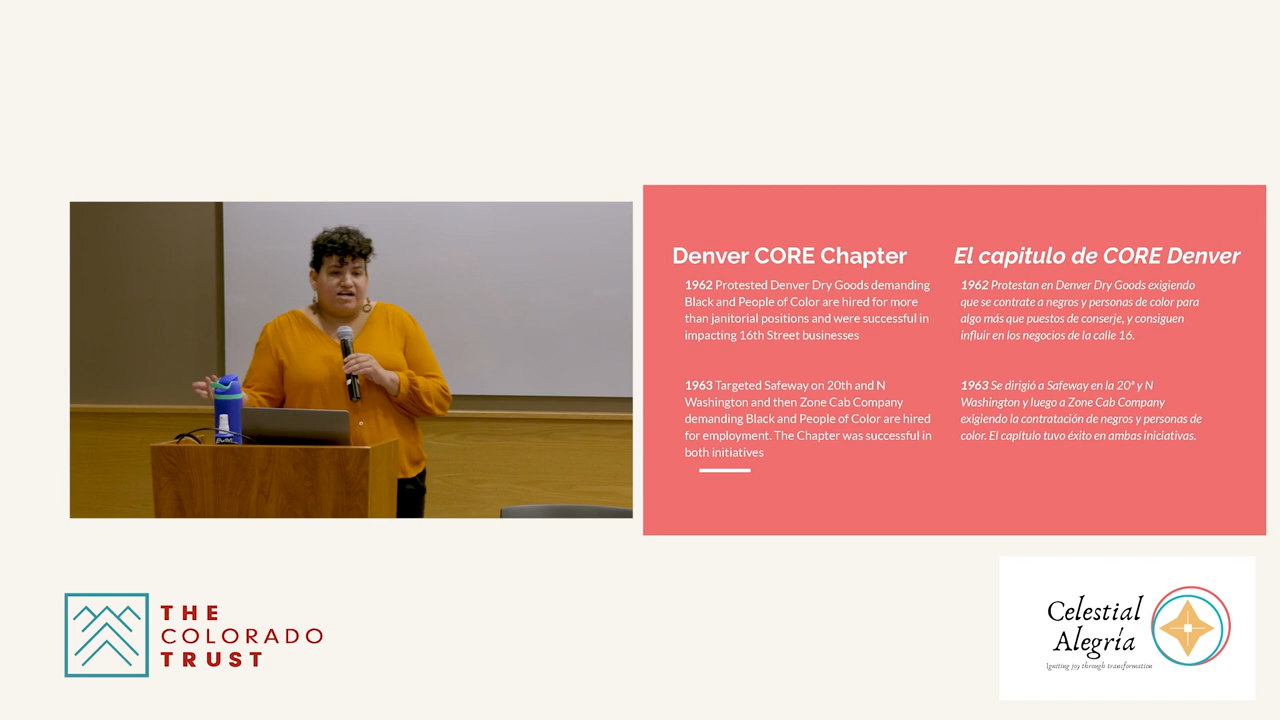 Denver CORE Chapter
1962 Protested Denver Dry Goods demanding
Black and People of Color are hired for more
than janitorial positions and were successful in
impacting 16th Street businesses
1963 Targeted Safeway on 20th and N
Washington and then Zone Cab Company
demanding Black and People of Color are hired
for employment. The Chapter was successful in
both initiatives
El capitulo de CORE Denver
1962 Protestan en Denver Dry Goods exigiendo
que se contrate a negros y personas de color para
algo más que puestos de conserje, y consiguen
influir en los negocios de la calle 16.
1963 Se dirigió a Safeway en la 20ª y N
Washington y luego a Zone Cab Company
exigiendo la contratación de negros y personas de
color. El capítulo tuvo éxito en ambas iniciativas.
THE
COLORADO
TRUST
Celestial
Alegría
Igniting joy through transformation